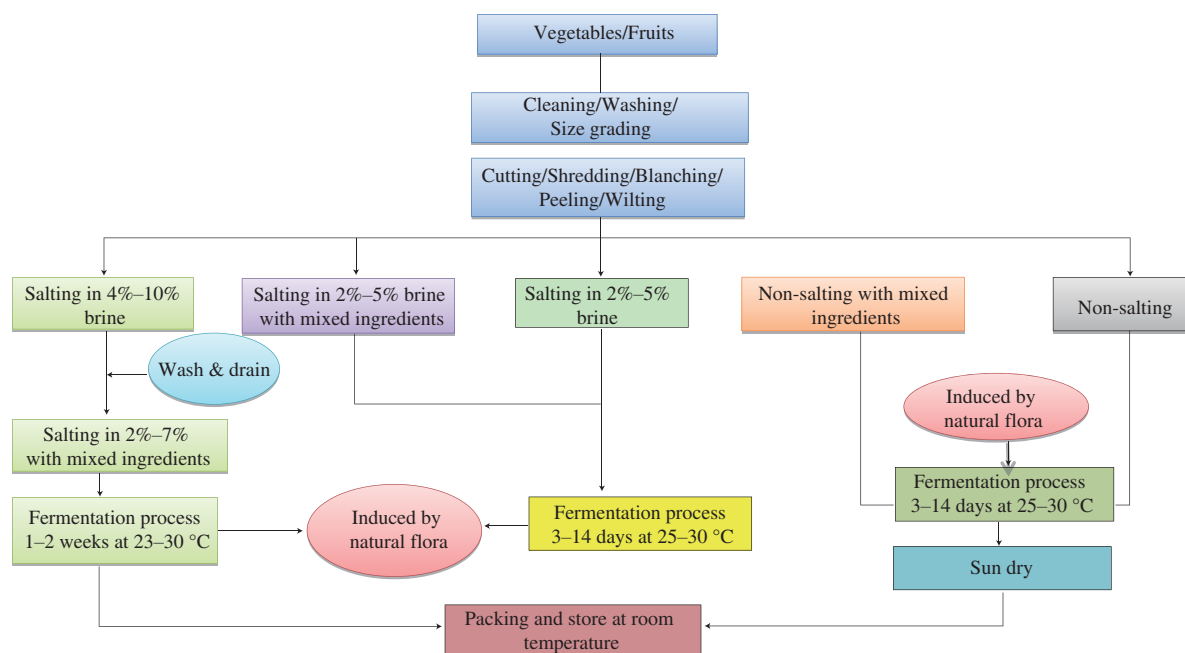 Vegetables/Fruits
Cleaning/Washing/
Size grading
Cutting/Shredding/Blanching/
Peeling/Wilting
Salting in 4%–10%
brine
Salting in 2%–5% brine
with mixed ingredients
Salting in 2%–5%
brine
Non-salting with mixed
ingredients
Non-salting
Wash & drain
Induced by
natural flora
Salting in 2%–7%
with mixed ingredients
Fermentation process
3–14 days at 25–30 °C
Fermentation process
1–2 weeks at 23–30 °C
Induced by
natural flora
Fermentation process
3–14 days at 25–30 °C
Sun dry
Packing and store at room
temperature